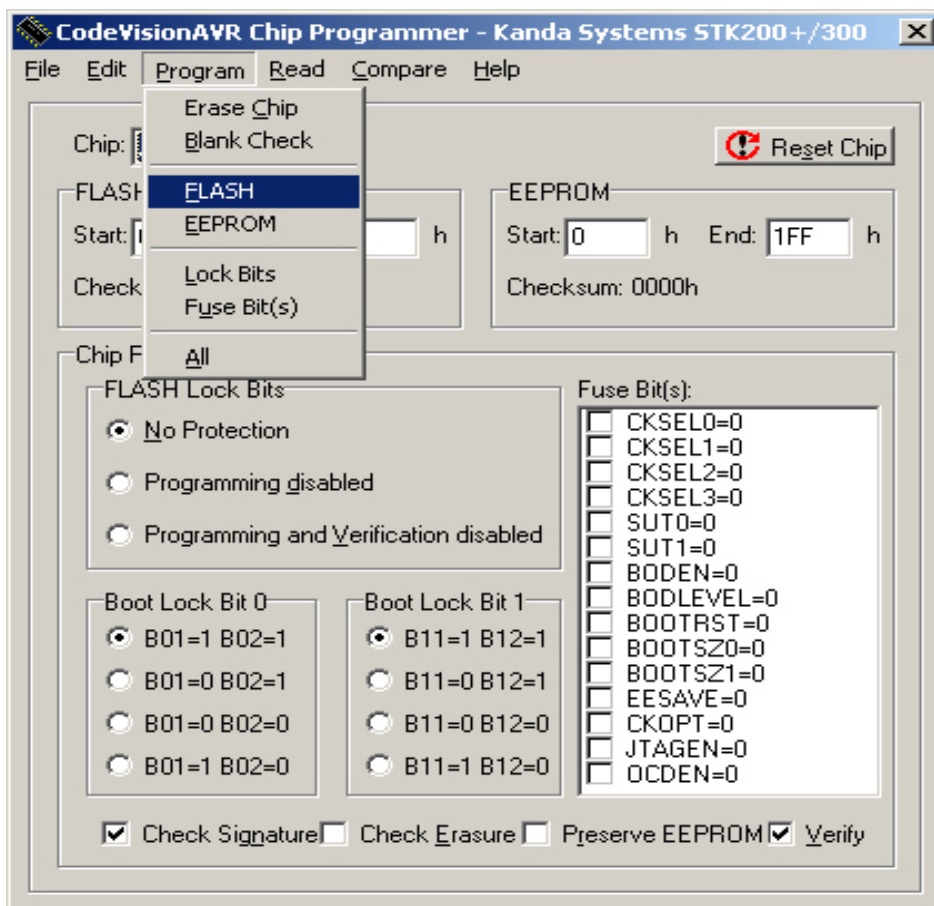 CodeVisionAVR Chip Programmer - Kanda Systems STK200+/300
File Edit Program Read Compare Help
Erase Chip
Blank Check
FLASH
EEPROM
Lock Bits
Fuse Bit(s)
All
Chip:
Reset Chip
FLASH
Start: h
Check
EEPROM
Start: 0 h End: 1FF h
Checksum: 0000h
Chip F
FLASH Lock Bits
No Protection
Programming disabled
Programming and Verification disabled
Boot Lock Bit 0
B01=1 B02=1
B01=0 B02=1
B01=0 B02=0
B01=1 B02=0
Boot Lock Bit 1
B11=1 B12=1
B11=0 B12=1
B11=0 B12=0
B11=1 B12=0
Fuse Bit(s):
CKSEL0=0
CKSEL1=0
CKSEL2=0
CKSEL3=0
SUT0=0
SUT1=0
BODEN=0
BODLEVEL=0
BOOTRST=0
BOOTSZ0=0
BOOTSZ1=0
EESAVE=0
CKOPT=0
JTAGEN=0
OCDEN=0
Check Signature Check Erasure Preserve EEPROM Verify